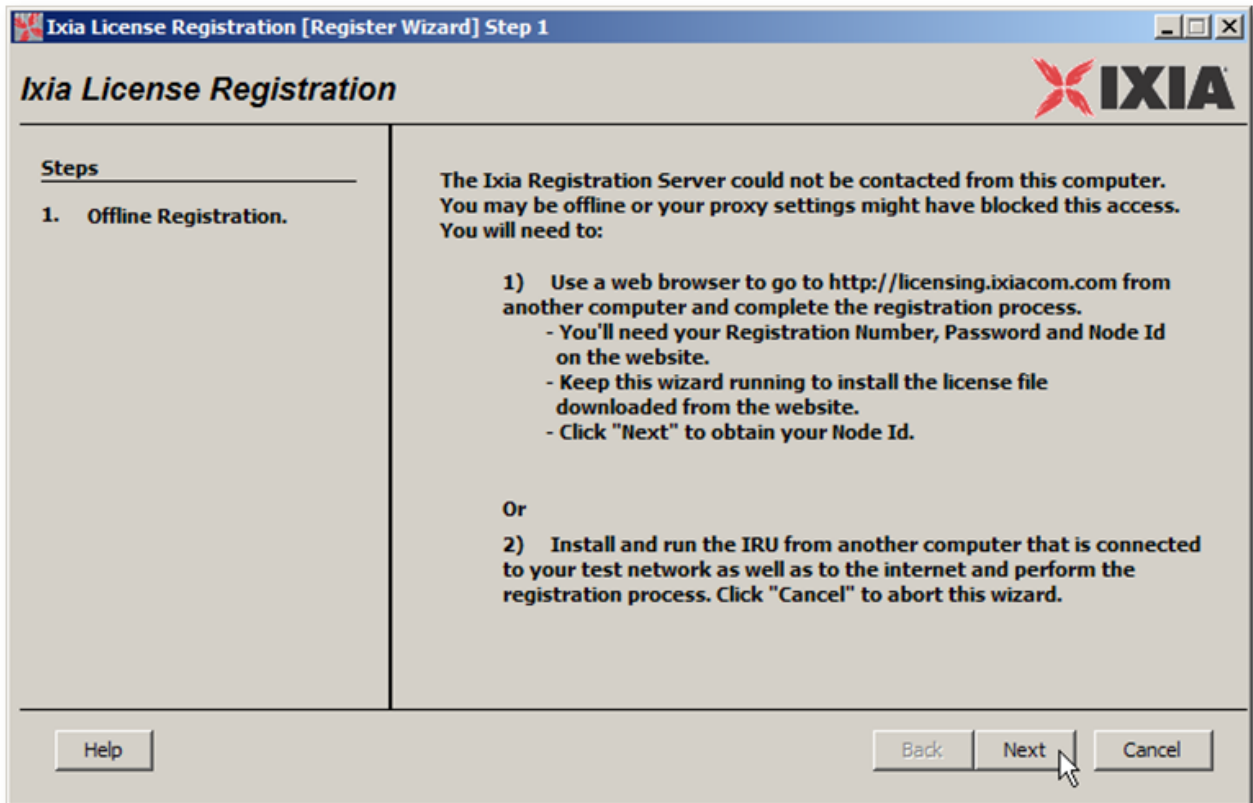 Ixia License Registration [Register Wizard] Step 1
Ixia License Registration
IXIA
Steps
1. Offline Registration.
The Ixia Registration Server could not be contacted from this computer.
You may be offline or your proxy settings might have blocked this access.
You will need to:
1) Use a web browser to go to http://licensing.ixiacom.com from
another computer and complete the registration process.
- You'll need your Registration Number, Password and Node Id
on the website.
- Keep this wizard running to install the license file
downloaded from the website.
- Click "Next" to obtain your Node Id.
Or
2) Install and run the IRU from another computer that is connected
to your test network as well as to the internet and perform the
registration process. Click "Cancel" to abort this wizard.
Help
Back
Next
Cancel